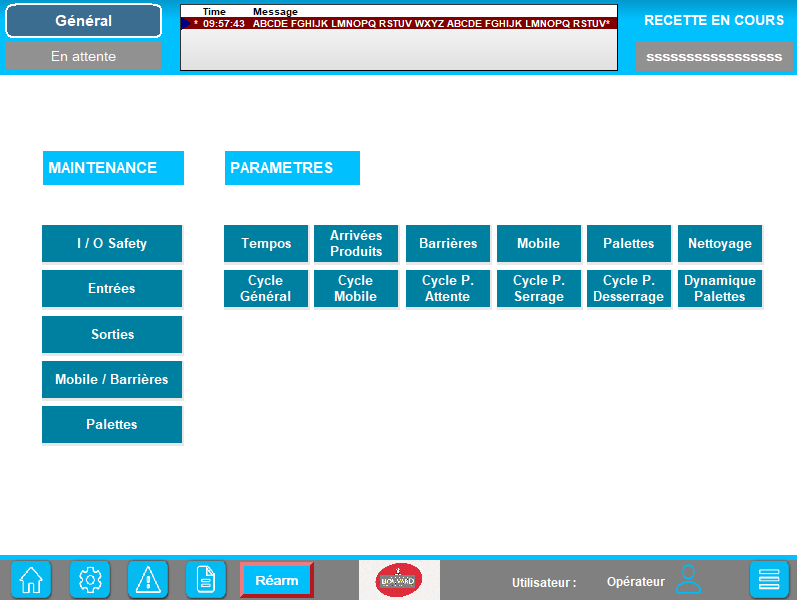 Général
En attente
Time Message
* 09:57:43 ABCDE FGHIJK LMNOPQ RSTUV WXYZ ABCDE FGHIJK LMNOPQ RSTUV*
RECETTE EN COURS
sssssssssssssssss
MAINTENANCE
PARAMETRES
I / O Safety
Entrées
Sorties
Mobile / Barrières
Palettes
Tempos
Arrivées
Produits
Barrières
Mobile
Palettes
Nettoyage
Cycle
Général
Cycle
Mobile
Cycle P.
Attente
Cycle P.
Serrage
Cycle P.
Desserrage
Dynamique
Palettes
Réarm
BOUVARD
Utilisateur :
Opérateur